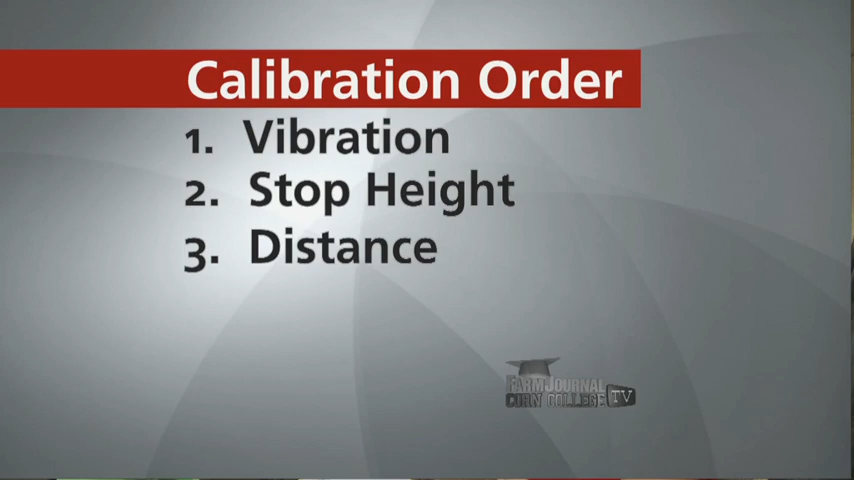 Calibration Order
1. Vibration
2. Stop Height
3. Distance
FARMJOURNAL
CORN COLLEGE TV